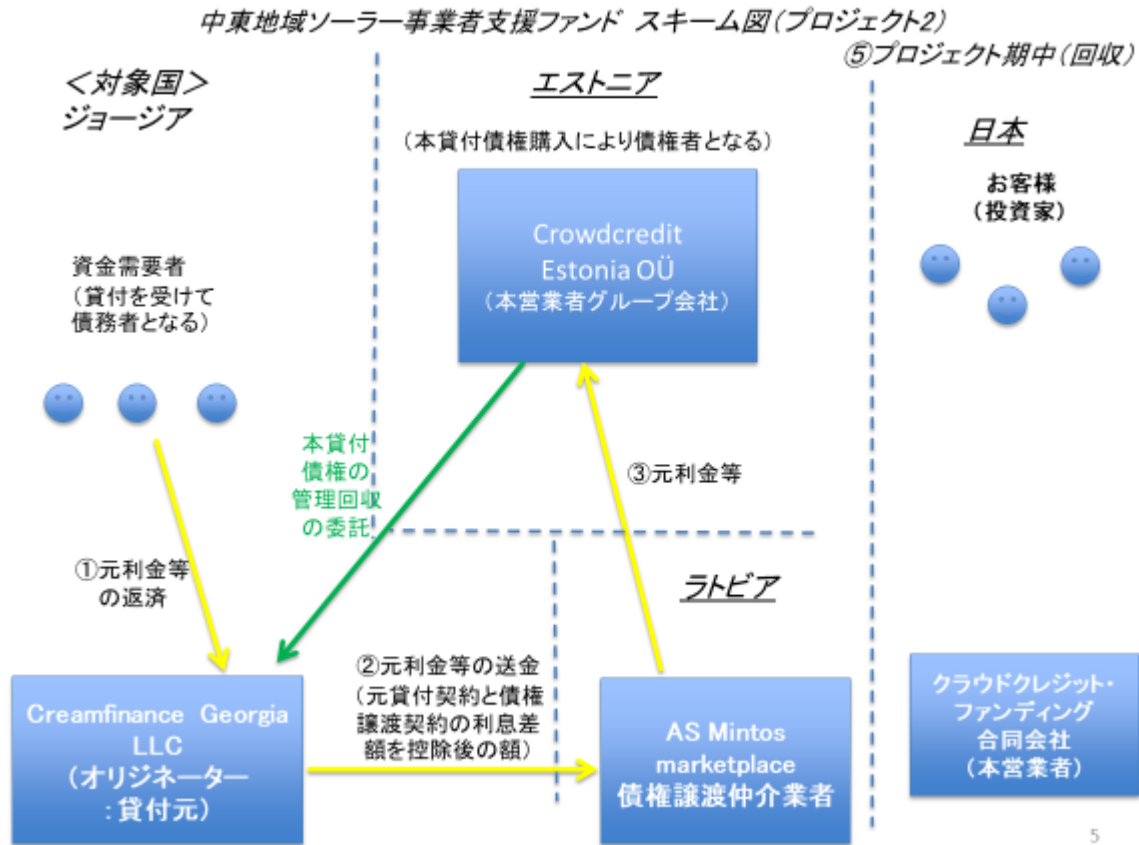 中東地域ソーラー事業者支援ファンド スキーム図(プロジェクト2)
⑤プロジェクト期中(回収)
＜対象国＞
ジョージア
エストニア
(本貸付債権購入により債権者となる)
日本
お客様
(投資家)
Crowdcredit
Estonia OÜ
(本営業者グループ会社)
資金需要者
(貸付を受けて
債務者となる)
本貸付
債権の
管理回収
の委託
③元利金等
①元利金等
の返済
ラトビア
②元利金等の送金
(元貸付契約と債権
譲渡契約の利息差
額を控除後の額)
Creamfinance Georgia
LLC
(オリジネーター
:貸付元)
AS Mintos
marketplace
債権譲渡仲介業者
クラウドクレジット・
ファンディング
合同会社
(本営業者)
5